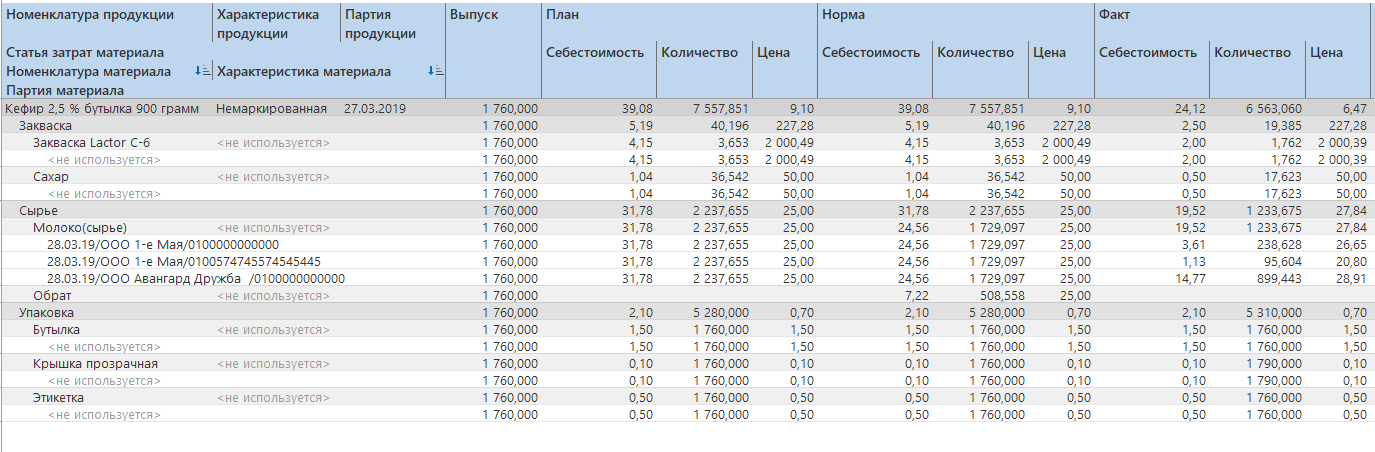 Номенклатура продукции Характеристика продукции Партия продукции Выпуск План Норма Факт
Статья затрат материала Себестоимость Количество Цена Себестоимость Количество Цена Себестоимость Количество Цена
Номенклатура материала Характеристика материала
Партия материала
Кефир 2,5 % бутылка 900 грамм Немаркированная 27.03.2019 1 760,000 39,08 7 557,851 9,10 39,08 7 557,851 9,10 24,12 6 563,060 6,47
Закваска 1 760,000 5,19 40,196 227,28 5,19 40,196 227,28 2,50 19,385 227,28
Закваска Lactor C-6 <не используется> 1 760,000 4,15 3,653 2 000,49 4,15 3,653 2 000,49 2,00 1,762 2 000,39
<не используется> 1 760,000 4,15 3,653 2 000,49 4,15 3,653 2 000,49 2,00 1,762 2 000,39
Сахар <не используется> 1 760,000 1,04 36,542 50,00 1,04 36,542 50,00 0,50 17,623 50,00
<не используется> 1 760,000 1,04 36,542 50,00 1,04 36,542 50,00 0,50 17,623 50,00
Сырье 1 760,000 31,78 2 237,655 25,00 31,78 2 237,655 25,00 19,52 1 233,675 27,84
Молоко(сырье) <не используется> 1 760,000 31,78 2 237,655 25,00 24,56 1 729,097 25,00 19,52 1 233,675 27,84
28.03.19/ООО 1-е Мая/0100000000000 1 760,000 31,78 2 237,655 25,00 24,56 1 729,097 25,00 3,61 238,628 26,65
28.03.19/ООО 1-е Мая/0100574745574545445 1 760,000 31,78 2 237,655 25,00 24,56 1 729,097 25,00 1,13 95,604 20,80
28.03.19/ООО Авангард Дружба /0100000000000 1 760,000 31,78 2 237,655 25,00 24,56 1 729,097 25,00 14,77 899,443 28,91
Обрат <не используется> 1 760,000 7,22 508,558 25,00
Упаковка 1 760,000 2,10 5 280,000 0,70 2,10 5 280,000 0,70 2,10 5 310,000 0,70
Бутылка <не используется> 1 760,000 1,50 1 760,000 1,50 1,50 1 760,000 1,50 1,50 1 760,000 1,50
<не используется> 1 760,000 1,50 1 760,000 1,50 1,50 1 760,000 1,50 1,50 1 760,000 1,50
Крышка прозрачная <не используется> 1 760,000 0,10 1 760,000 0,10 0,10 1 760,000 0,10 0,10 1 790,000 0,10
<не используется> 1 760,000 0,10 1 760,000 0,10 0,10 1 760,000 0,10 0,10 1 790,000 0,10
Этикетка <не используется> 1 760,000 0,50 1 760,000 0,50 0,50 1 760,000 0,50 0,50 1 760,000 0,50
<не используется> 1 760,000 0,50 1 760,000 0,50 0,50 1 760,000 0,50 0,50 1 760,000 0,50